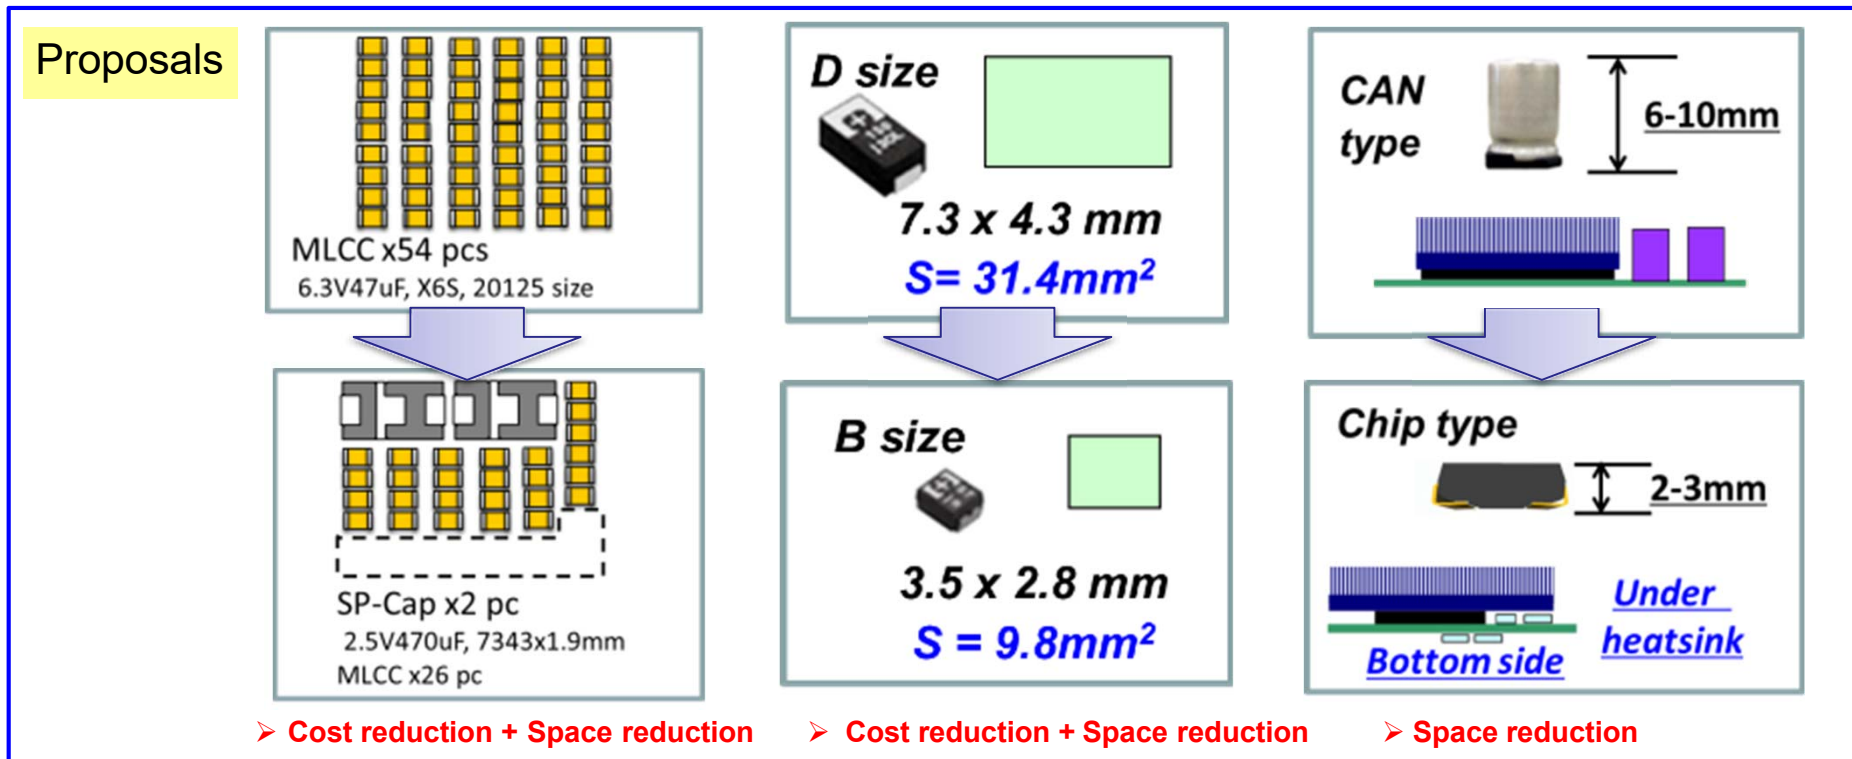 Proposals
MLCC x54 pcs
6.3V47uF, X6S, 20125 size
SP-Cap x2 pc
2.5V470uF, 7343x1.9mm
MLCC x26 pc
➢ Cost reduction + Space reduction
D size
7.3 x 4.3 mm
S= 31.4mm²
B size
3.5 x 2.8 mm
S = 9.8mm²
➢ Cost reduction + Space reduction
CAN
type
6-10mm
Chip type
2-3mm
Under
heatsink
Bottom side
➢ Space reduction